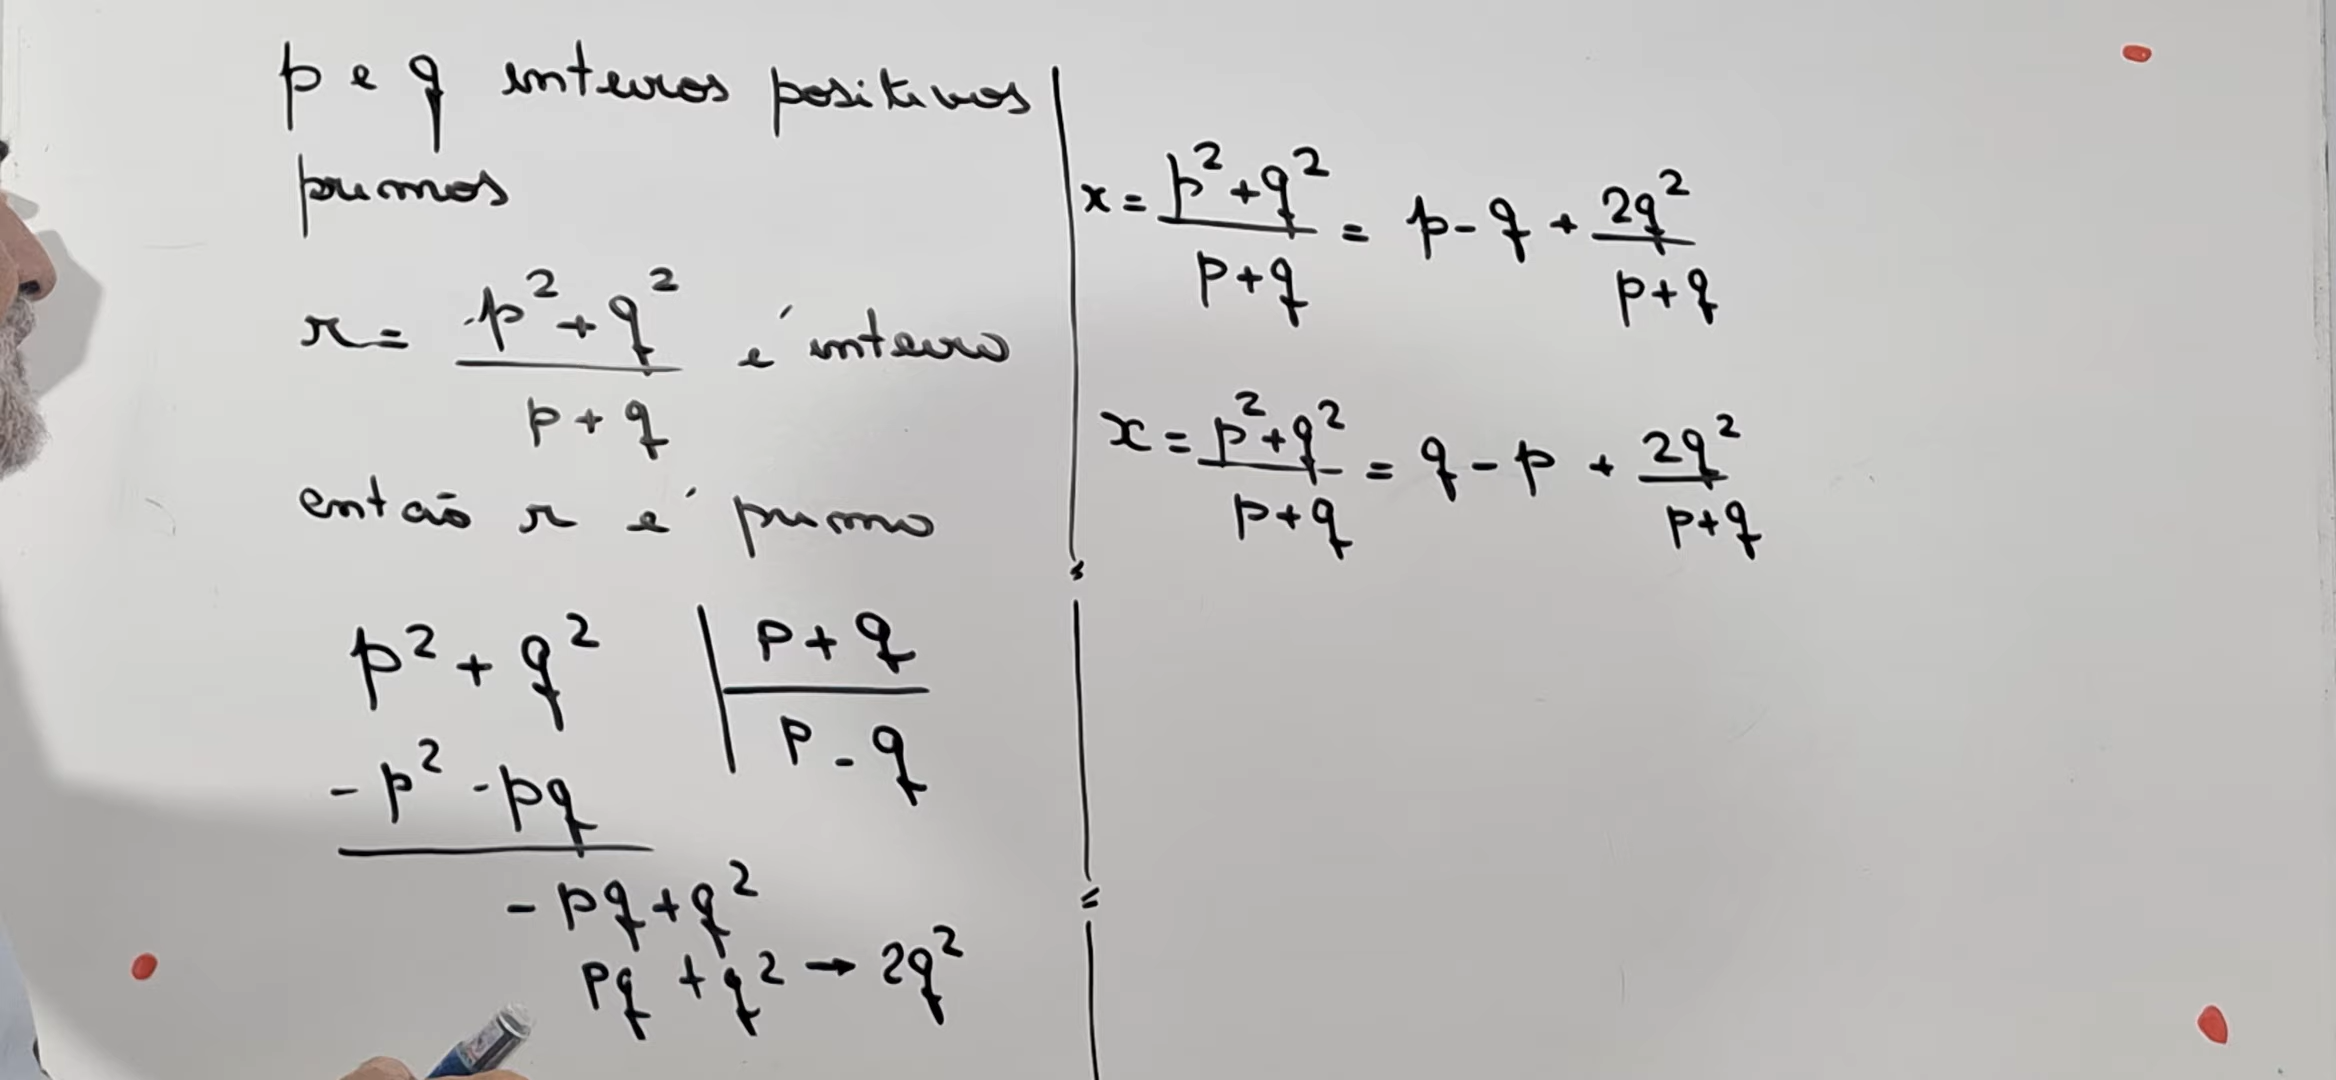 p e q inteiros positivos
primos
r = p²+q² / p+q é inteiro
então r é primo
p² + q² | p+q
-p² -pq   p-q
-pq+q²
pq + q² → 2q²
x = p²+q² / p+q = p-q + 2q² / p+q
x = p²+q² / p+q = q-p + 2q² / p+q